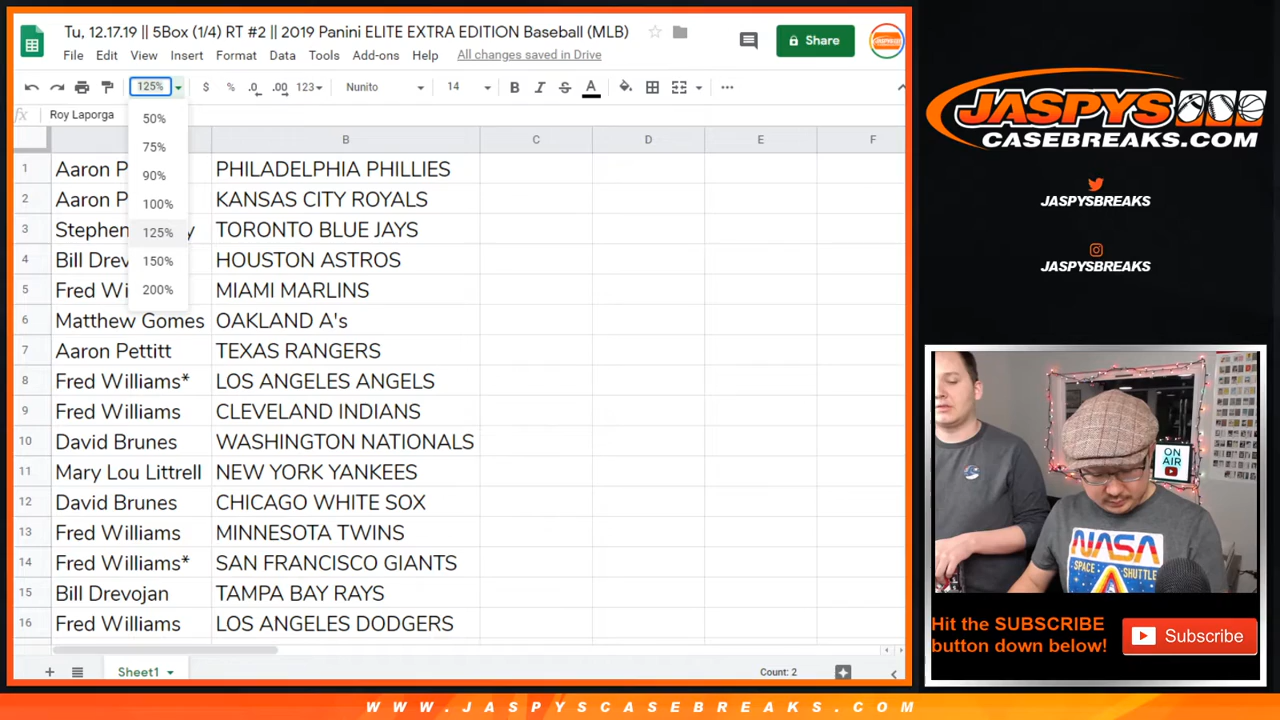 Tu, 12.17.19 || 5Box (1/4) RT #2 || 2019 Panini ELITE EXTRA EDITION Baseball (MLB)
File Edit View Insert Format Data Tools Add-ons Help All changes saved in Drive
Share
125% $ % .0 .00 123 Nunito 14 B I S A
fx Roy Laporga
50%
75%
90%
100%
125%
150%
200%
B C D E F
1 Aaron P PHILADELPHIA PHILLIES
2 Aaron P KANSAS CITY ROYALS
3 Stephen y TORONTO BLUE JAYS
4 Bill Drev HOUSTON ASTROS
5 Fred Wi MIAMI MARLINS
6 Matthew Gomes OAKLAND A's
7 Aaron Pettitt TEXAS RANGERS
8 Fred Williams* LOS ANGELES ANGELS
9 Fred Williams CLEVELAND INDIANS
10 David Brunes WASHINGTON NATIONALS
11 Mary Lou Littrell NEW YORK YANKEES
12 David Brunes CHICAGO WHITE SOX
13 Fred Williams MINNESOTA TWINS
14 Fred Williams* SAN FRANCISCO GIANTS
15 Bill Drevojan TAMPA BAY RAYS
16 Fred Williams LOS ANGELES DODGERS
Sheet1
Count: 2
JASPYS
CASEBREAKS.COM
JASPYSBREAKS
JASPYSBREAKS
ON
AIR
NASA
SPACE SHUTTLE
Hit the SUBSCRIBE
button down below!
Subscribe
WWW.JASPYSCASEBREAKS.COM